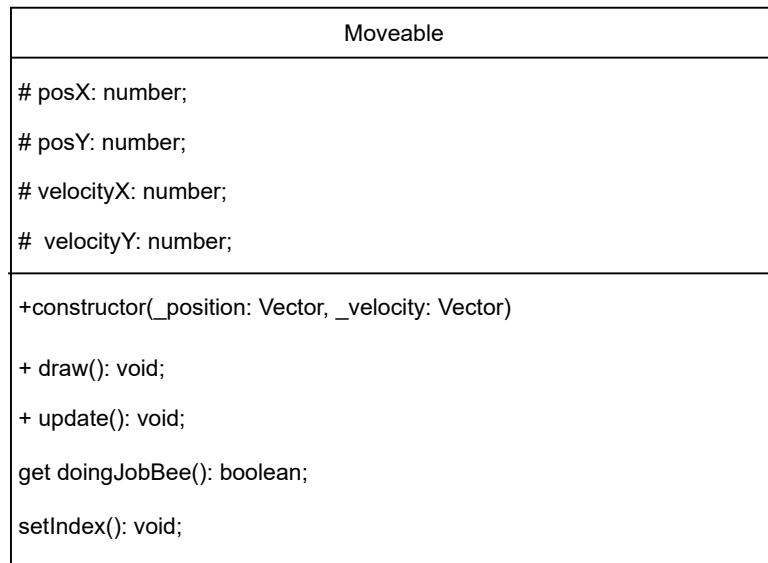 Moveable
# posX: number;
# posY: number;
# velocityX: number;
#  velocityY: number;
+constructor(_position: Vector, _velocity: Vector)
+ draw(): void;
+ update(): void;
get doingJobBee(): boolean;
setIndex(): void;